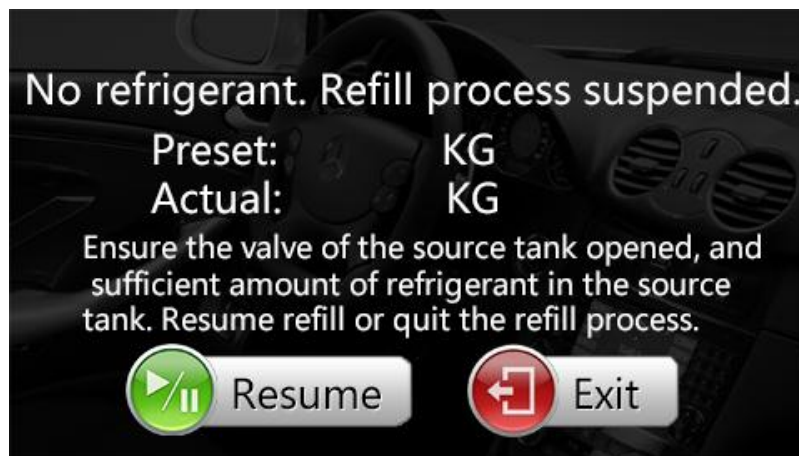 No refrigerant. Refill process suspended.
Preset: KG
Actual: KG
Ensure the valve of the source tank opened, and
sufficient amount of refrigerant in the source
tank. Resume refill or quit the refill process.
Resume Exit